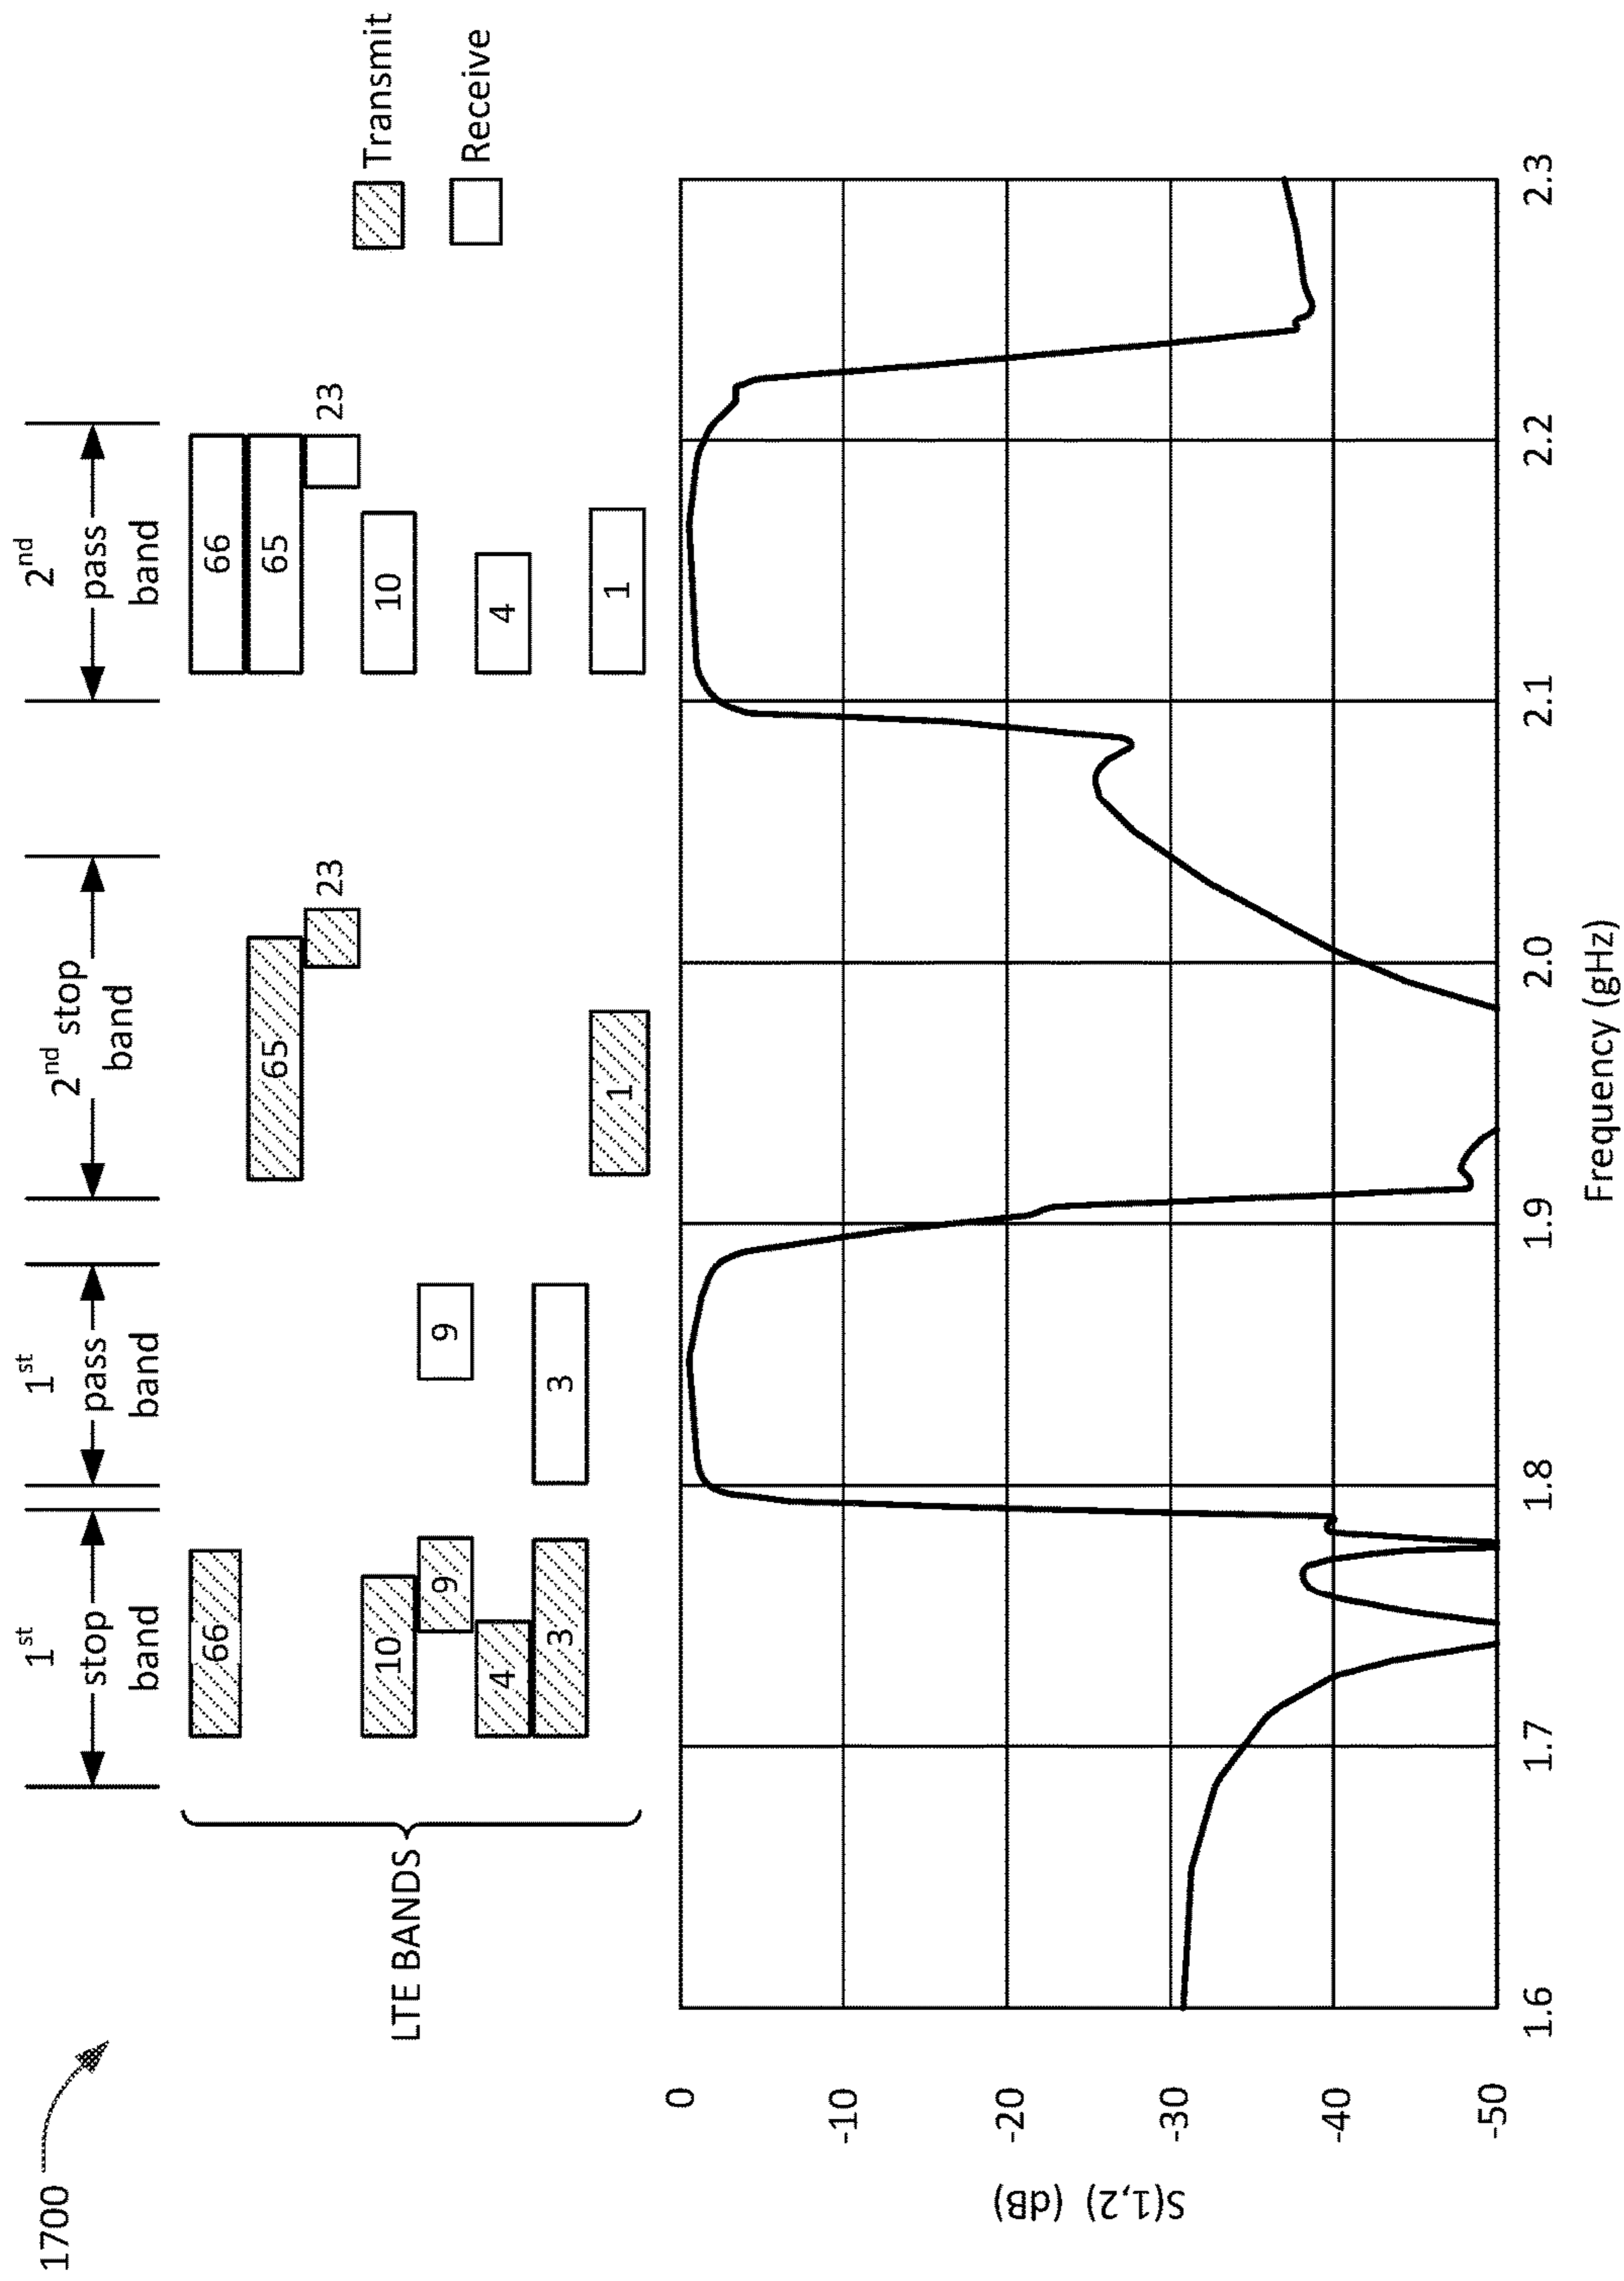 1700
1st
stop
band
1st
pass
band
2nd stop
band
2nd
pass
band
LTE BANDS
66
66
65
65
23
23
10
10
9
9
4
4
3
3
1
1
Transmit
Receive
S(1,2) (dB)
0
-10
-20
-30
-40
-50
1.6
1.7
1.8
1.9
2.0
2.1
2.2
2.3
Frequency (gHz)